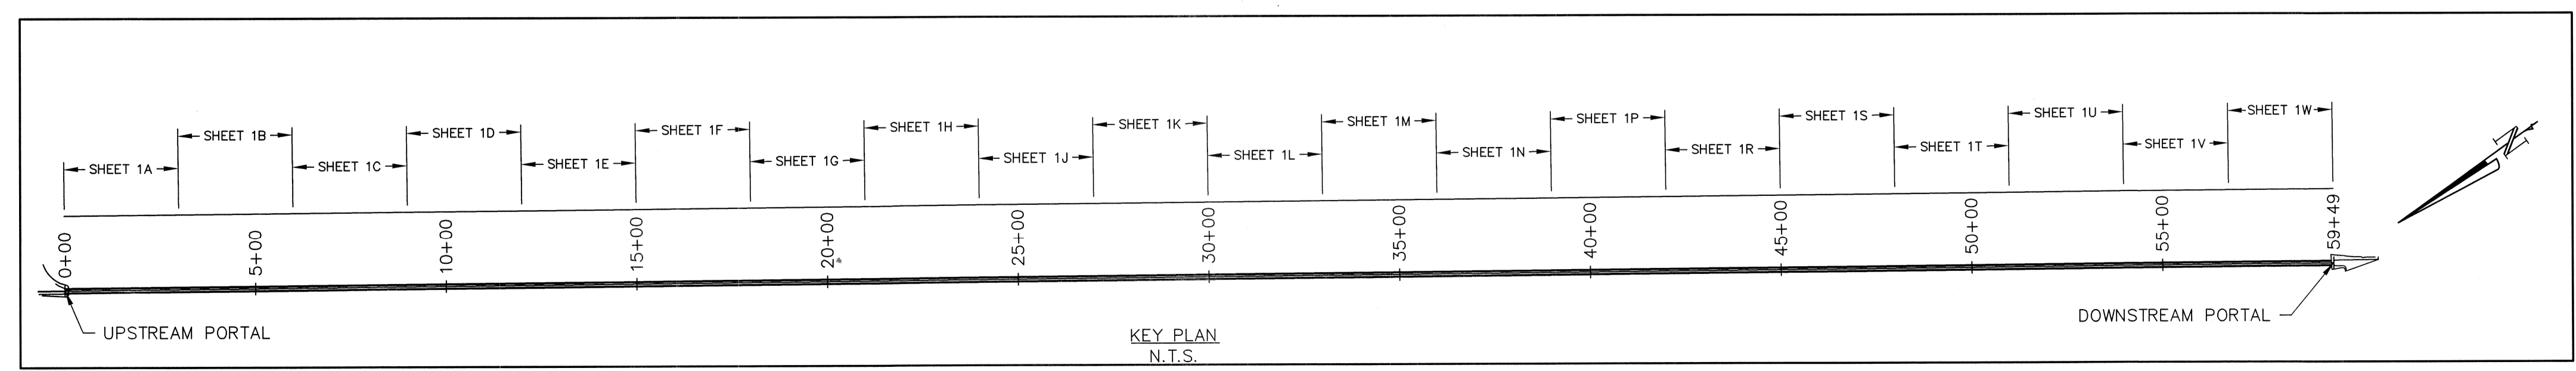 SHEET 1A
SHEET 1B
SHEET 1C
SHEET 1D
SHEET 1E
SHEET 1F
SHEET 1G
SHEET 1H
SHEET 1J
SHEET 1K
SHEET 1L
SHEET 1M
SHEET 1N
SHEET 1P
SHEET 1R
SHEET 1S
SHEET 1T
SHEET 1U
SHEET 1V
SHEET 1W
0+00
5+00
10+00
15+00
20+00
25+00
30+00
35+00
40+00
45+00
50+00
55+00
59+49
N
UPSTREAM PORTAL
DOWNSTREAM PORTAL
KEY PLAN
N.T.S.